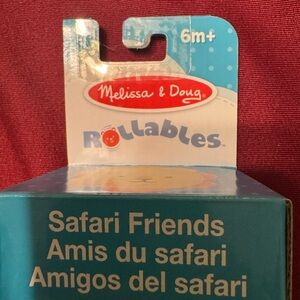 6m+
Melissa & Doug
ROLLables
Safari Friends
Amis du safari
Amigos del safari